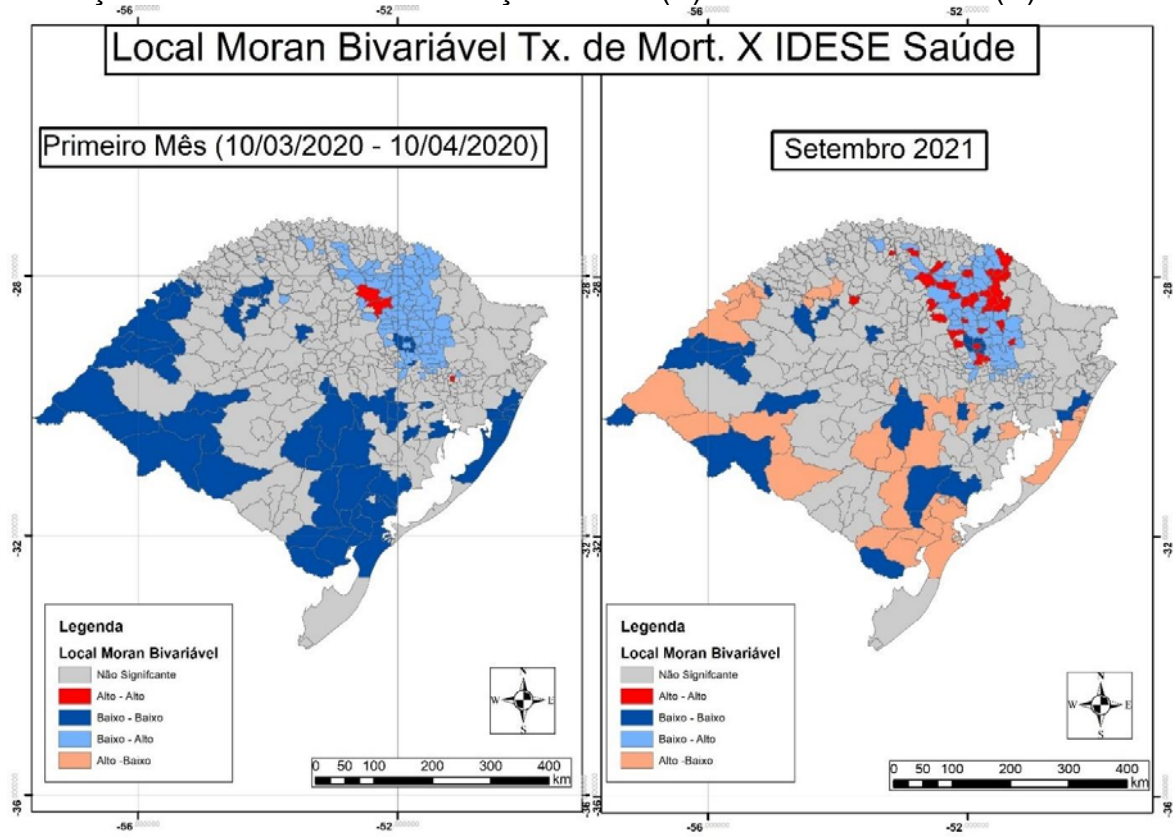 Local Moran Bivariável Tx. de Mort. X IDESE Saúde
Primeiro Mês (10/03/2020 - 10/04/2020)
Setembro 2021
-56
-52
-56
-52
-28
-28
-28
-32
-32
-32
-36
-36
-36
-56
-52
-56
-52
Legenda
Local Moran Bivariável
Não Signifcante
Alto - Alto
Baixo - Baixo
Baixo - Alto
Alto -Baixo
N
W
E
S
0 50 100 200 300 400
km
Legenda
Local Moran Bivariável
Não Signifcante
Alto - Alto
Baixo - Baixo
Baixo - Alto
Alto -Baixo
N
W
E
S
0 50 100 200 300 400
km